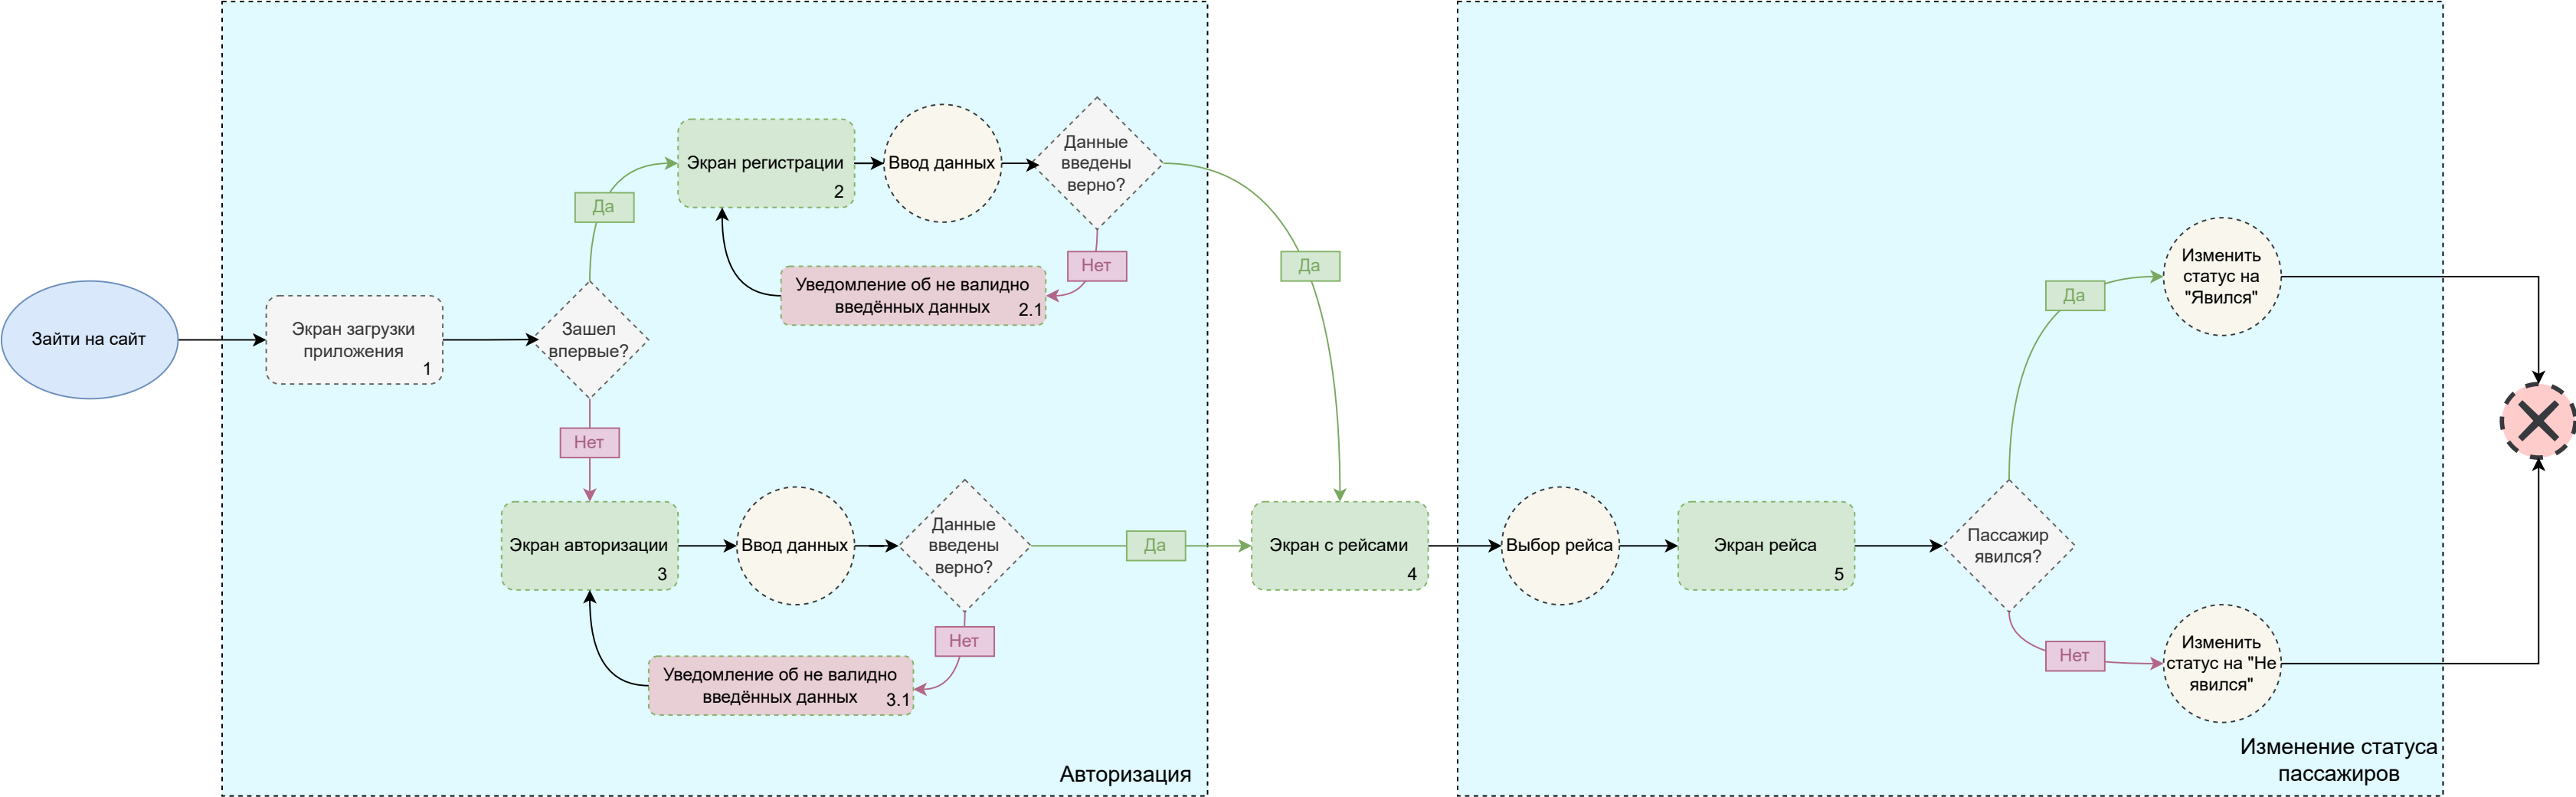 Зайти на сайт
Экран загрузки
приложения
1
Зашел
впервые?
Да
Экран регистрации
2
Ввод данных
Данные
введены
верно?
Нет
Уведомление об не валидно
введённых данных
2.1
Да
Нет
Экран авторизации
3
Ввод данных
Данные
введены
верно?
Нет
Уведомление об не валидно
введённых данных
3.1
Да
Авторизация
Экран с рейсами
4
Выбор рейса
Экран рейса
5
Пассажир
явился?
Да
Изменить
статус на
"Явился"
Нет
Изменить
статус на "Не
явился"
Изменение статуса
пассажиров